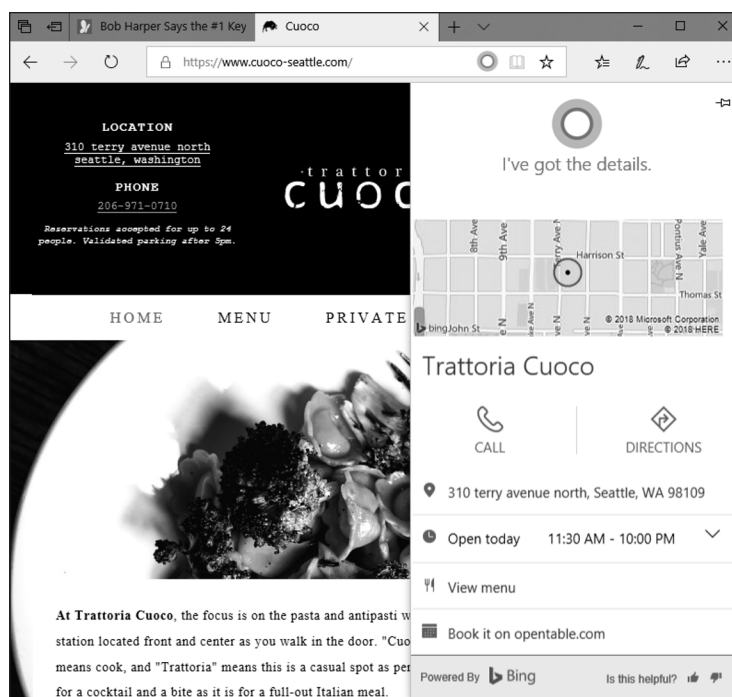 Bob Harper Says the #1 Key
Cuoco
https://www.cuoco-seattle.com/
LOCATION
310 terry avenue north
seattle, washington
PHONE
206-971-0710
Reservations accepted for up to 24
people. Validated parking after 5pm.
trattor
cuoc
HOME MENU PRIVATE
At Trattoria Cuoco, the focus is on the pasta and antipasti w
station located front and center as you walk in the door. "Cuo
means cook, and "Trattoria" means this is a casual spot as per
for a cocktail and a bite as it is for a full-out Italian meal.
I've got the details.
8th Ave
9th Ave
Terry Ave N
Harrison St
Pontius Ave N
Yale Ave
Thomas St
John St
ke Ave N
ve N
ve N
e N
bing
© 2018 Microsoft Corporation
© 2018 HERE
Trattoria Cuoco
CALL DIRECTIONS
310 terry avenue north, Seattle, WA 98109
Open today 11:30 AM - 10:00 PM
View menu
Book it on opentable.com
Powered By Bing Is this helpful?